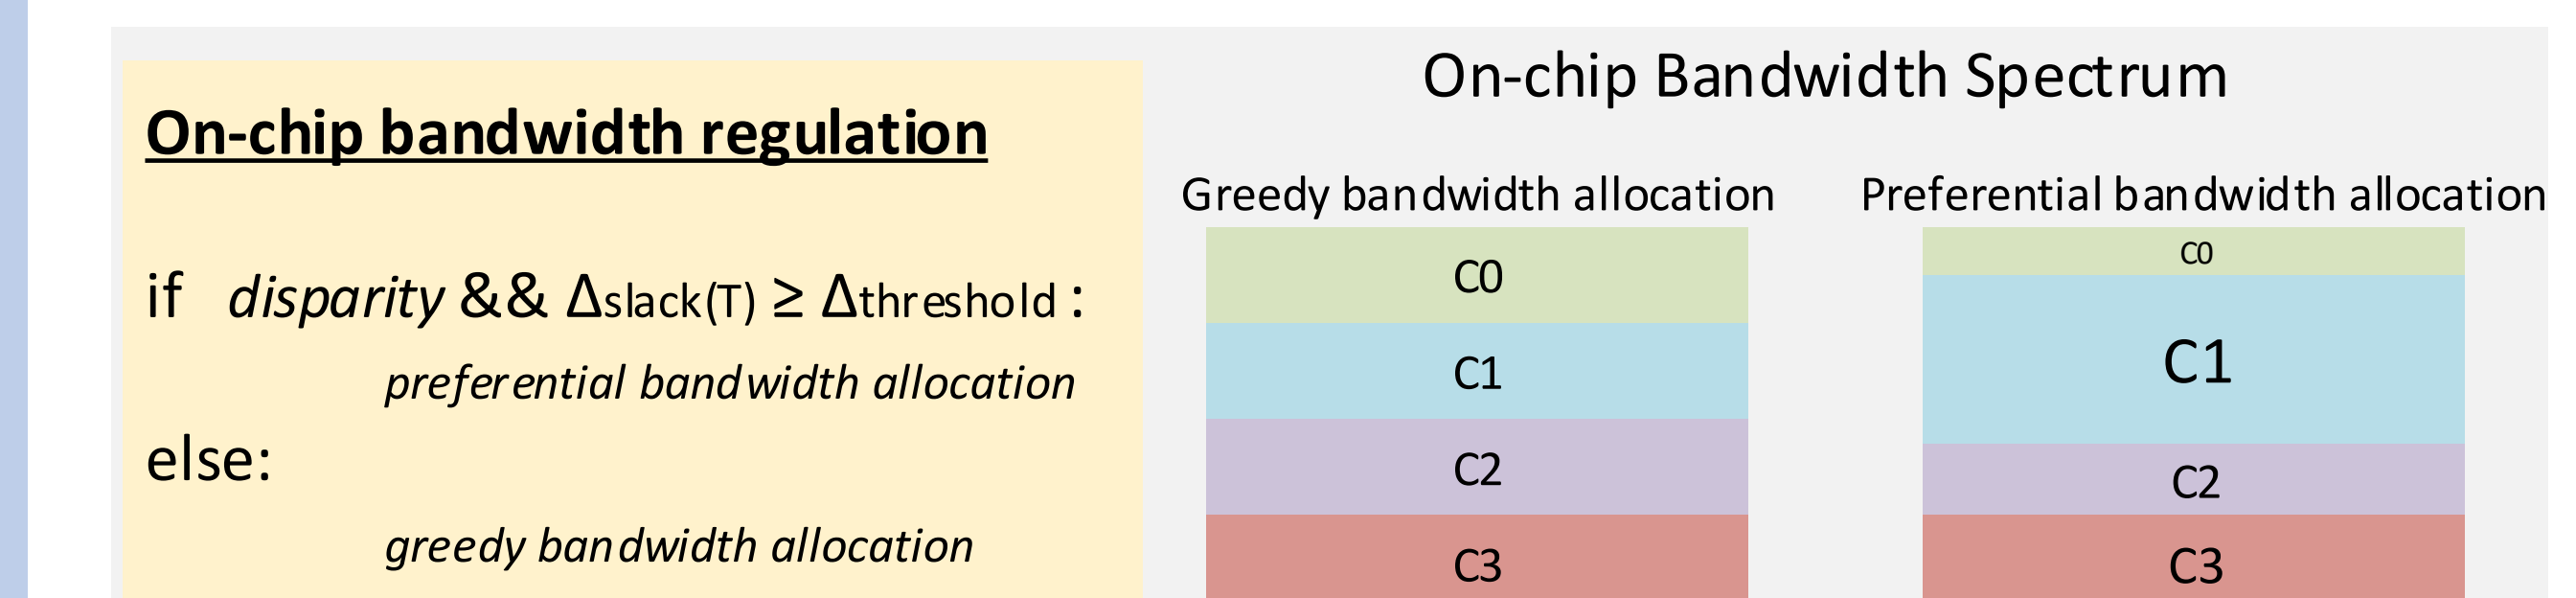 On-chip bandwidth regulation
if disparity && Δslack(T) ≥ Δthreshold :
preferential bandwidth allocation
else:
greedy bandwidth allocation
On-chip Bandwidth Spectrum
Greedy bandwidth allocation
C0
C1
C2
C3
Preferential bandwidth allocation
C0
C1
C2
C3